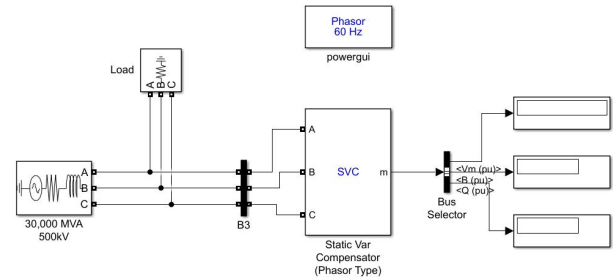 Phasor
60 Hz
powergui
Load
A
B
C
A
B
C
30,000 MVA
500kV
B3
A
B
C
SVC
m
Static Var
Compensator
(Phasor Type)
<Vm (pu)>
<B (pu)>
<Q (pu)>
Bus
Selector